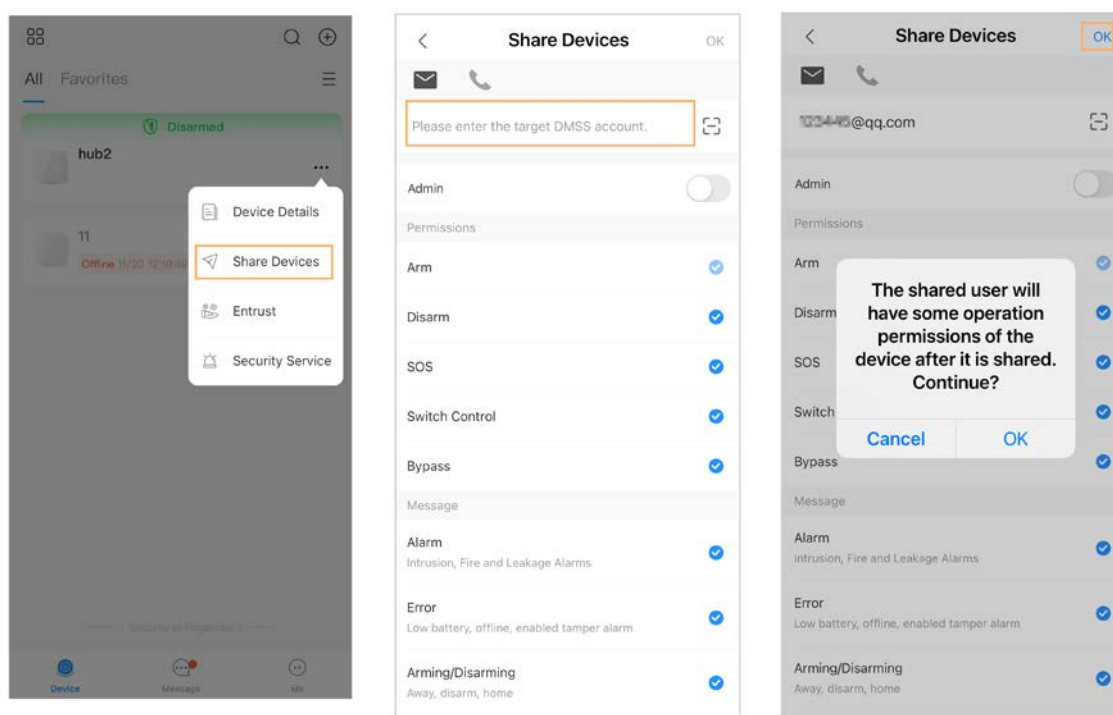 All Favorites
Disarmed
hub2
Device Details
11
Share Devices
Offline 11/20
Entrust
Security Service
Device
Message
Me
Share Devices
OK
Please enter the target DMSS account.
Admin
Permissions
Arm
Disarm
SOS
Switch Control
Bypass
Message
Alarm
Intrusion, Fire and Leakage Alarms
Error
Low battery, offline, enabled tamper alarm
Arming/Disarming
Away, disarm, home
Share Devices
OK
@qq.com
Admin
Permissions
Arm
Disarm
SOS
Switch
Bypass
The shared user will
have some operation
permissions of the
device after it is shared.
Continue?
Cancel OK
Message
Alarm
Intrusion, Fire and Leakage Alarms
Error
Low battery, offline, enabled tamper alarm
Arming/Disarming
Away, disarm, home